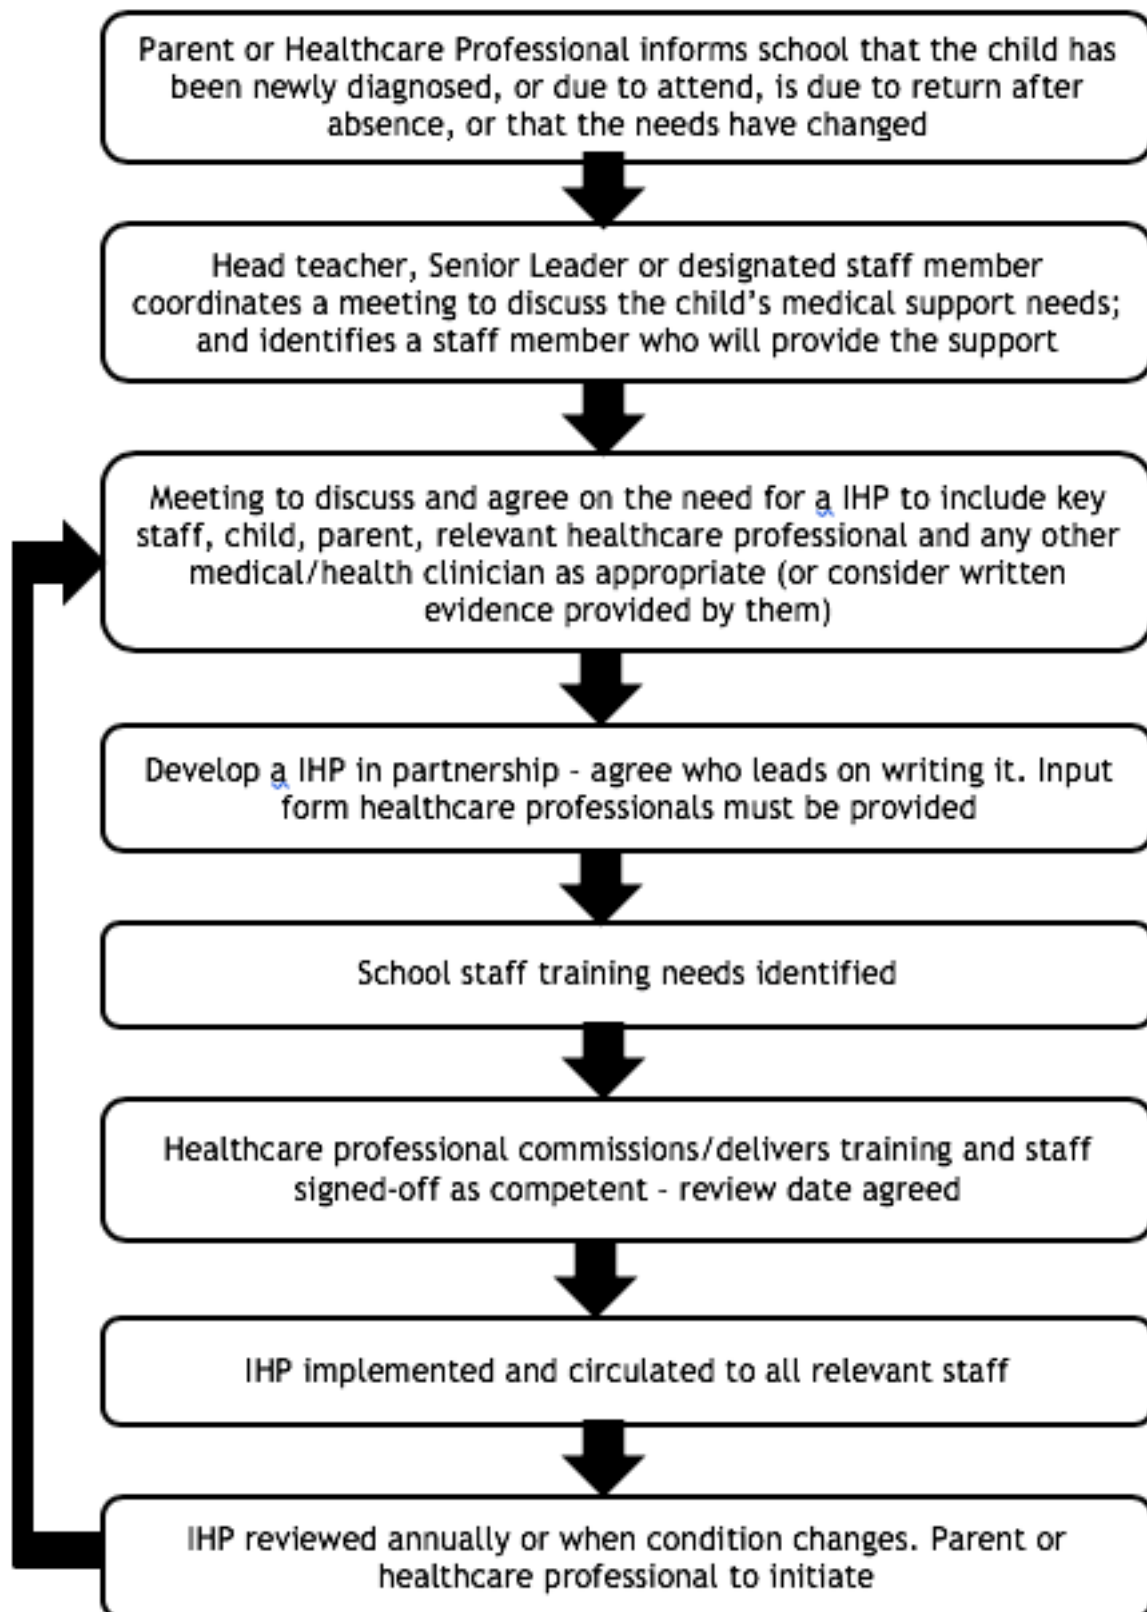 Parent or Healthcare Professional informs school that the child has
been newly diagnosed, or due to attend, is due to return after
absence, or that the needs have changed
Head teacher, Senior Leader or designated staff member
coordinates a meeting to discuss the child's medical support needs;
and identifies a staff member who will provide the support
Meeting to discuss and agree on the need for a IHP to include key
staff, child, parent, relevant healthcare professional and any other
medical/health clinician as appropriate (or consider written
evidence provided by them)
Develop a IHP in partnership - agree who leads on writing it. Input
form healthcare professionals must be provided
School staff training needs identified
Healthcare professional commissions/delivers training and staff
signed-off as competent - review date agreed
IHP implemented and circulated to all relevant staff
IHP reviewed annually or when condition changes. Parent or
healthcare professional to initiate